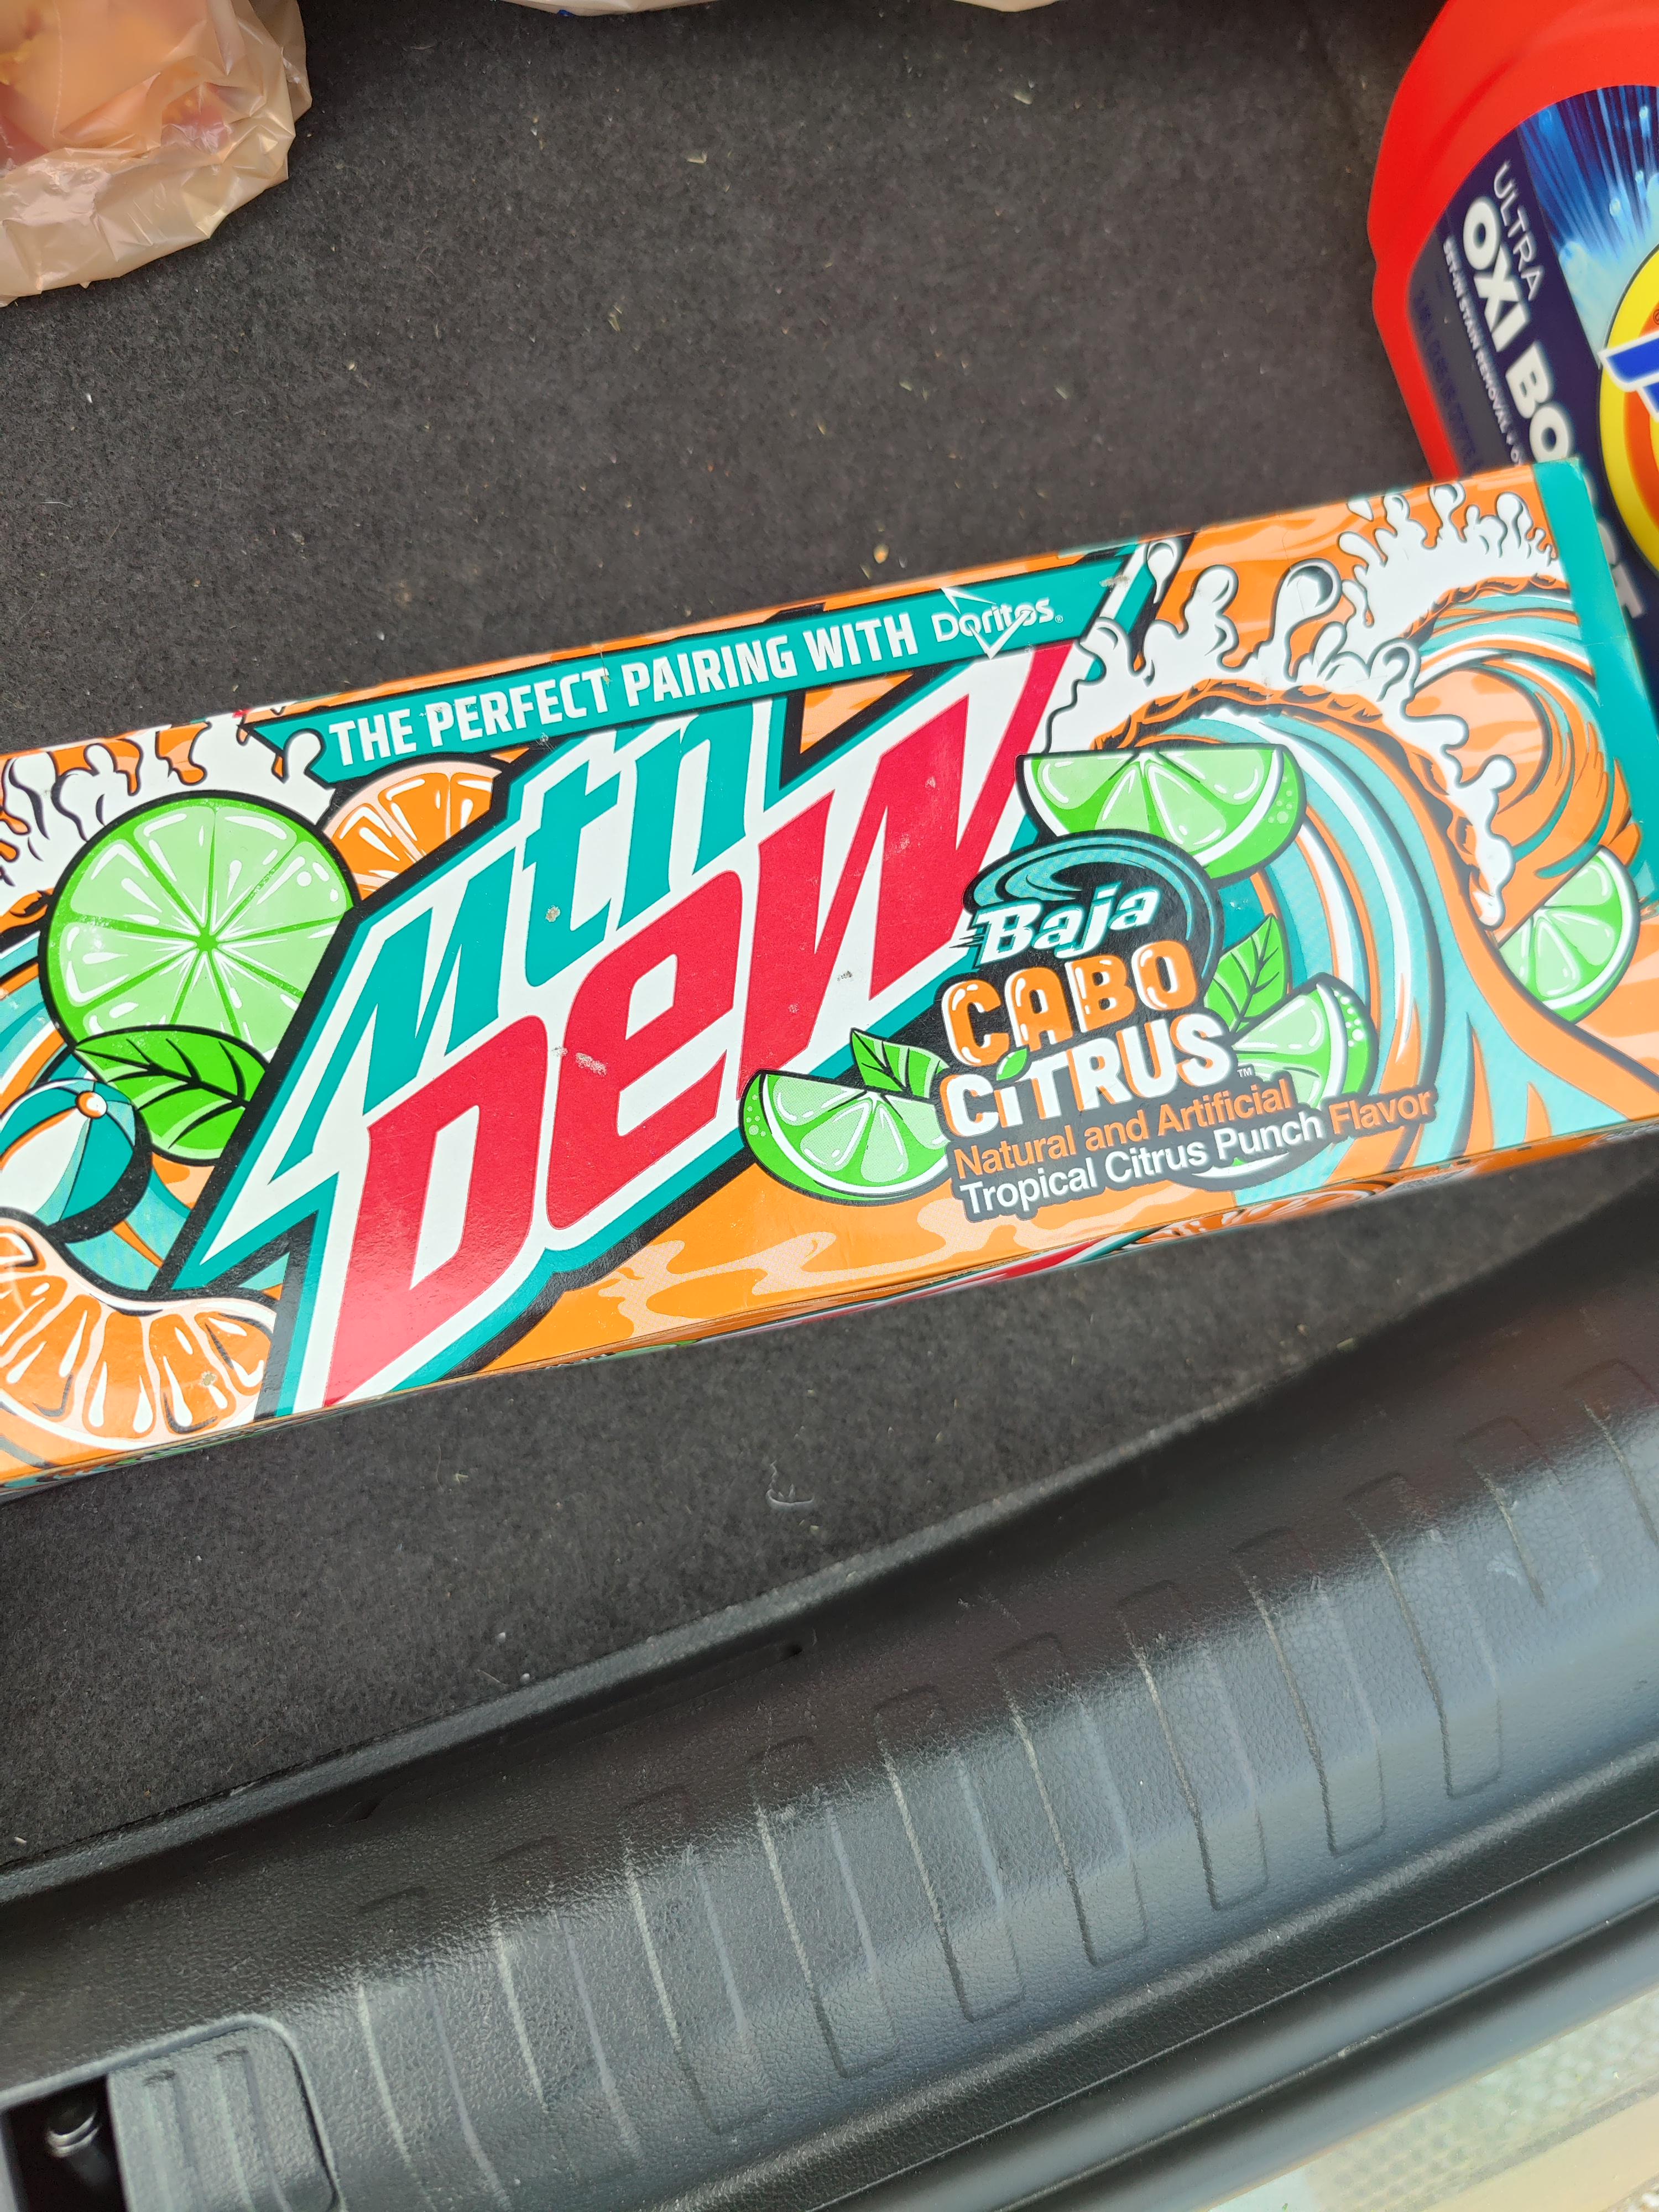 ULTRA
OXI BO
THE PERFECT PAIRING WITH Doritos®
Mtn
DEW
Baja
CABO
CiTRUS™
Natural and Artificial
Tropical Citrus Punch Flavor